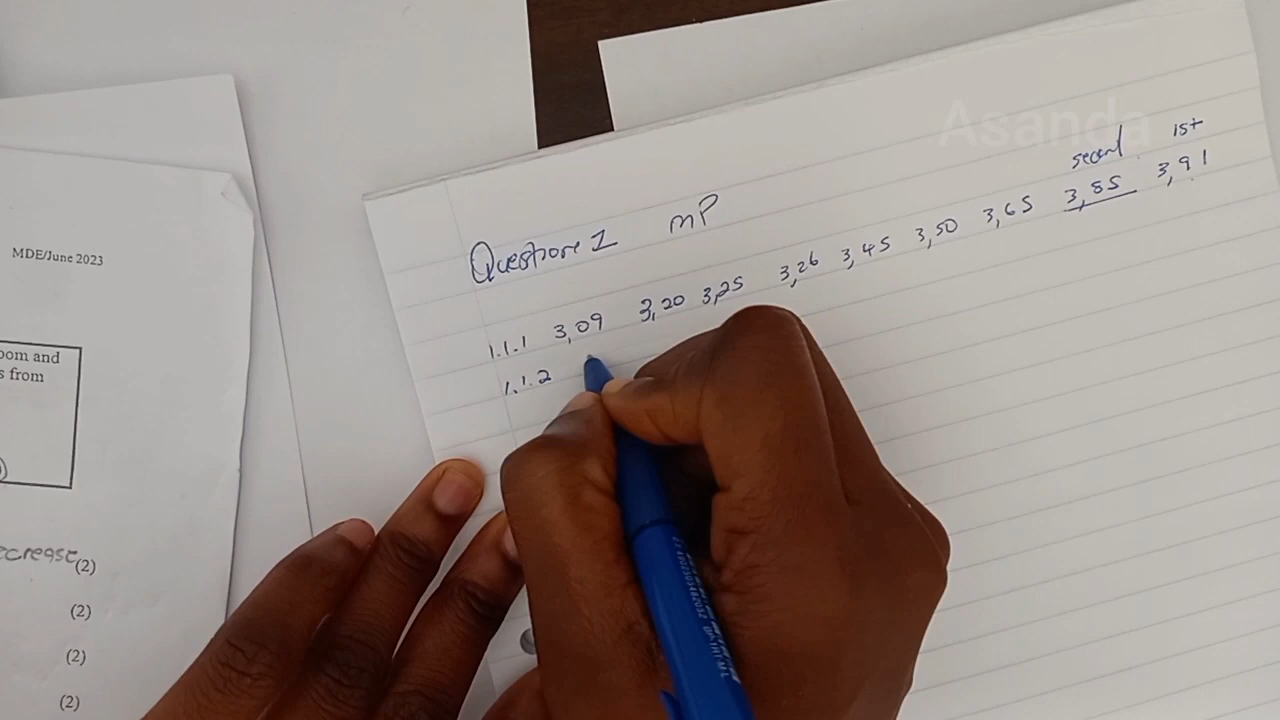 Asanda
MDE/June 2023
oom and
s from
)
ecrease (2)
(2)
(2)
(2)
Question 1 MP
second 1st
1.1.1 3,09 3,20 3,25 3,26 3,45 3,50 3,65 3,85 3,91
1.1.2